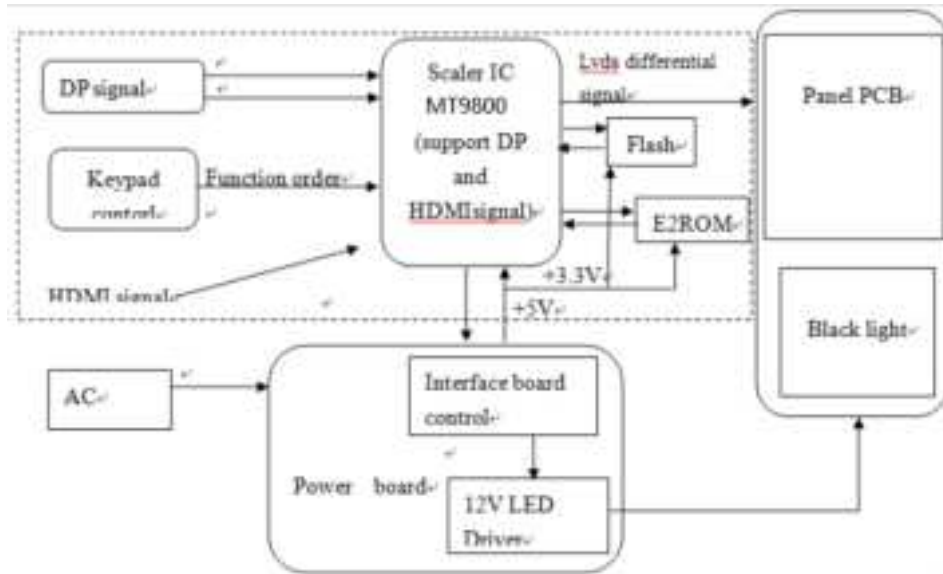 DP signal
Keypad
control
Function order
HDMI signal
Scaler IC
MT9800
(support DP
and
HDMIsignal)
Lvds differential
signal
Flash
E2ROM
+3.3V
+5V
Panel PCB
Black light
AC
Interface board
control
Power board
12V LED
Driver